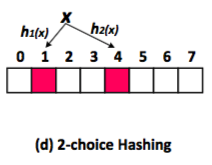 x
h1(x) h2(x)
0 1 2 3 4 5 6 7
(d) 2-choice Hashing